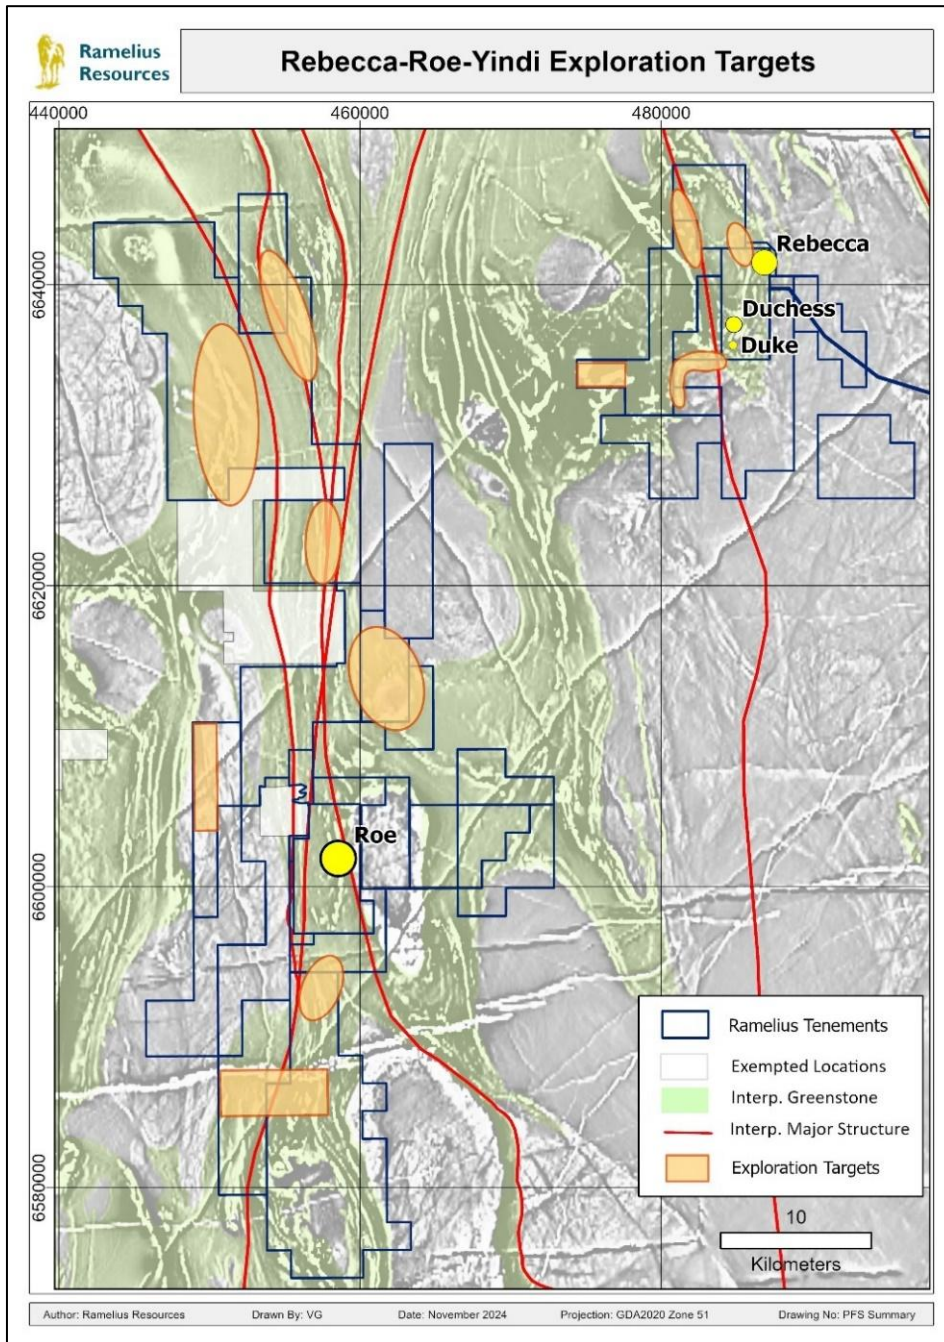 Ramelius
Resources
Rebecca-Roe-Yindi Exploration Targets
440000
460000
480000
6640000
6620000
6600000
6580000
Rebecca
Duchess
Duke
Roe
Ramelius Tenements
Exempted Locations
Interp. Greenstone
Interp. Major Structure
Exploration Targets
10
Kilometers
Author: Ramelius Resources Drawn By: VG Date: November 2024 Projection: GDA2020 Zone 51 Drawing No: PFS Summary